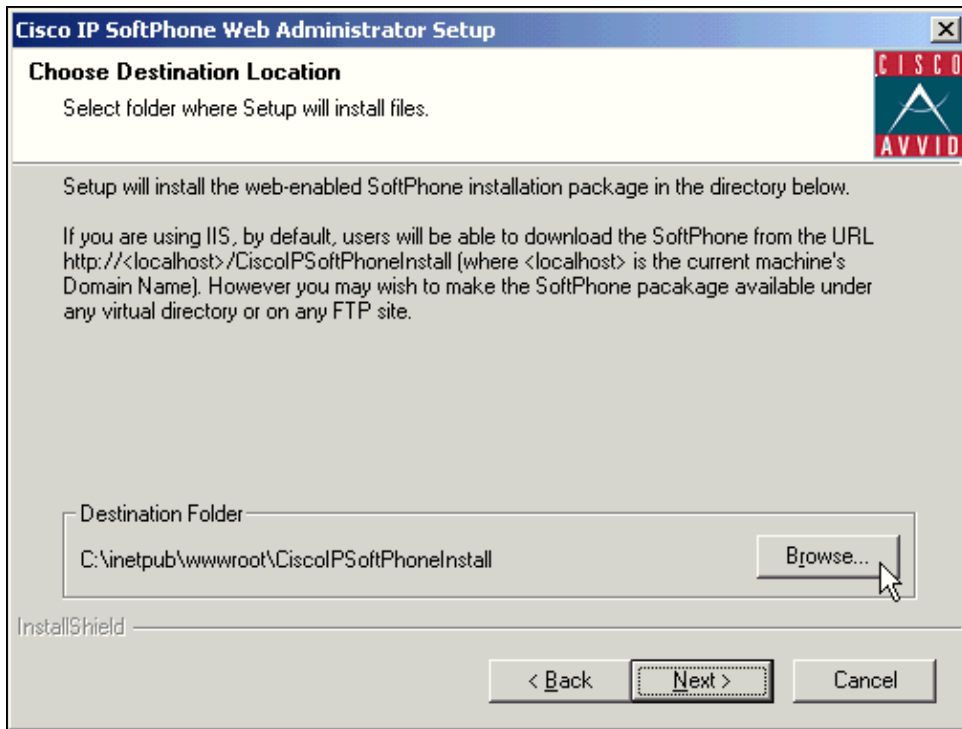 Cisco IP SoftPhone Web Administrator Setup
Choose Destination Location
Select folder where Setup will install files.
CISCO
AVVID
Setup will install the web-enabled SoftPhone installation package in the directory below.
If you are using IIS, by default, users will be able to download the SoftPhone from the URL
http://<localhost>/CiscoIPSoftPhoneInstall (where <localhost> is the current machine's
Domain Name). However you may wish to make the SoftPhone pacakage available under
any virtual directory or on any FTP site.
Destination Folder
C:\inetpub\wwwroot\CiscoIPSoftPhoneInstall
Browse...
InstallShield
< Back
Next >
Cancel